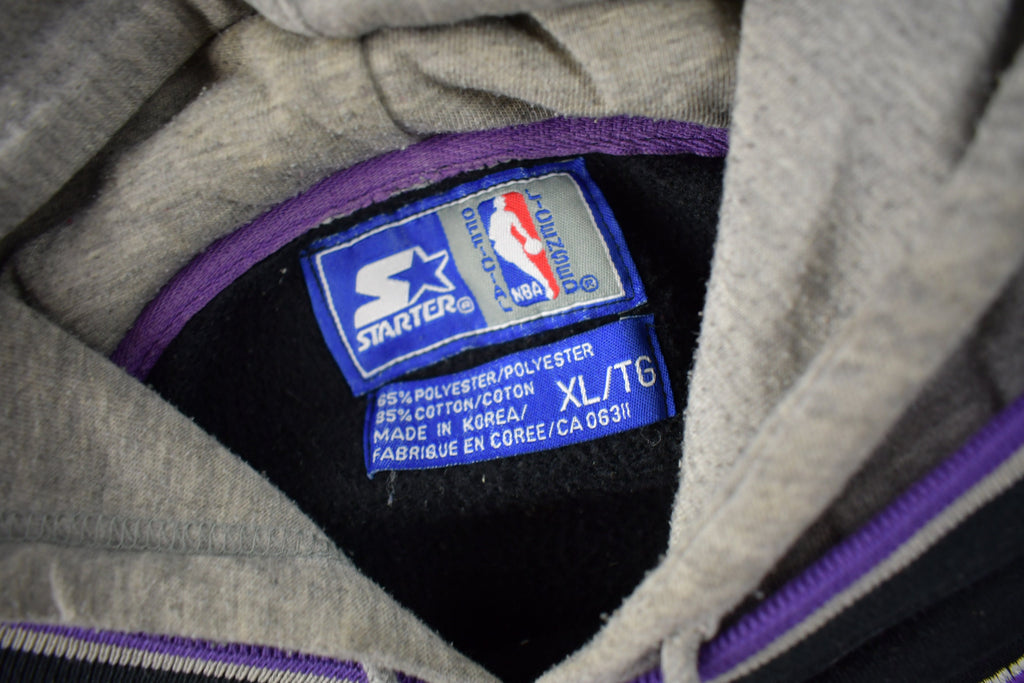 STARTER®
OFFICIAL
LICENSED®
NBA
65% POLYESTER/POLYESTER
35% COTTON/COTON
XL/TG
MADE IN KOREA/
FABRIQUE EN COREE/CA 06311